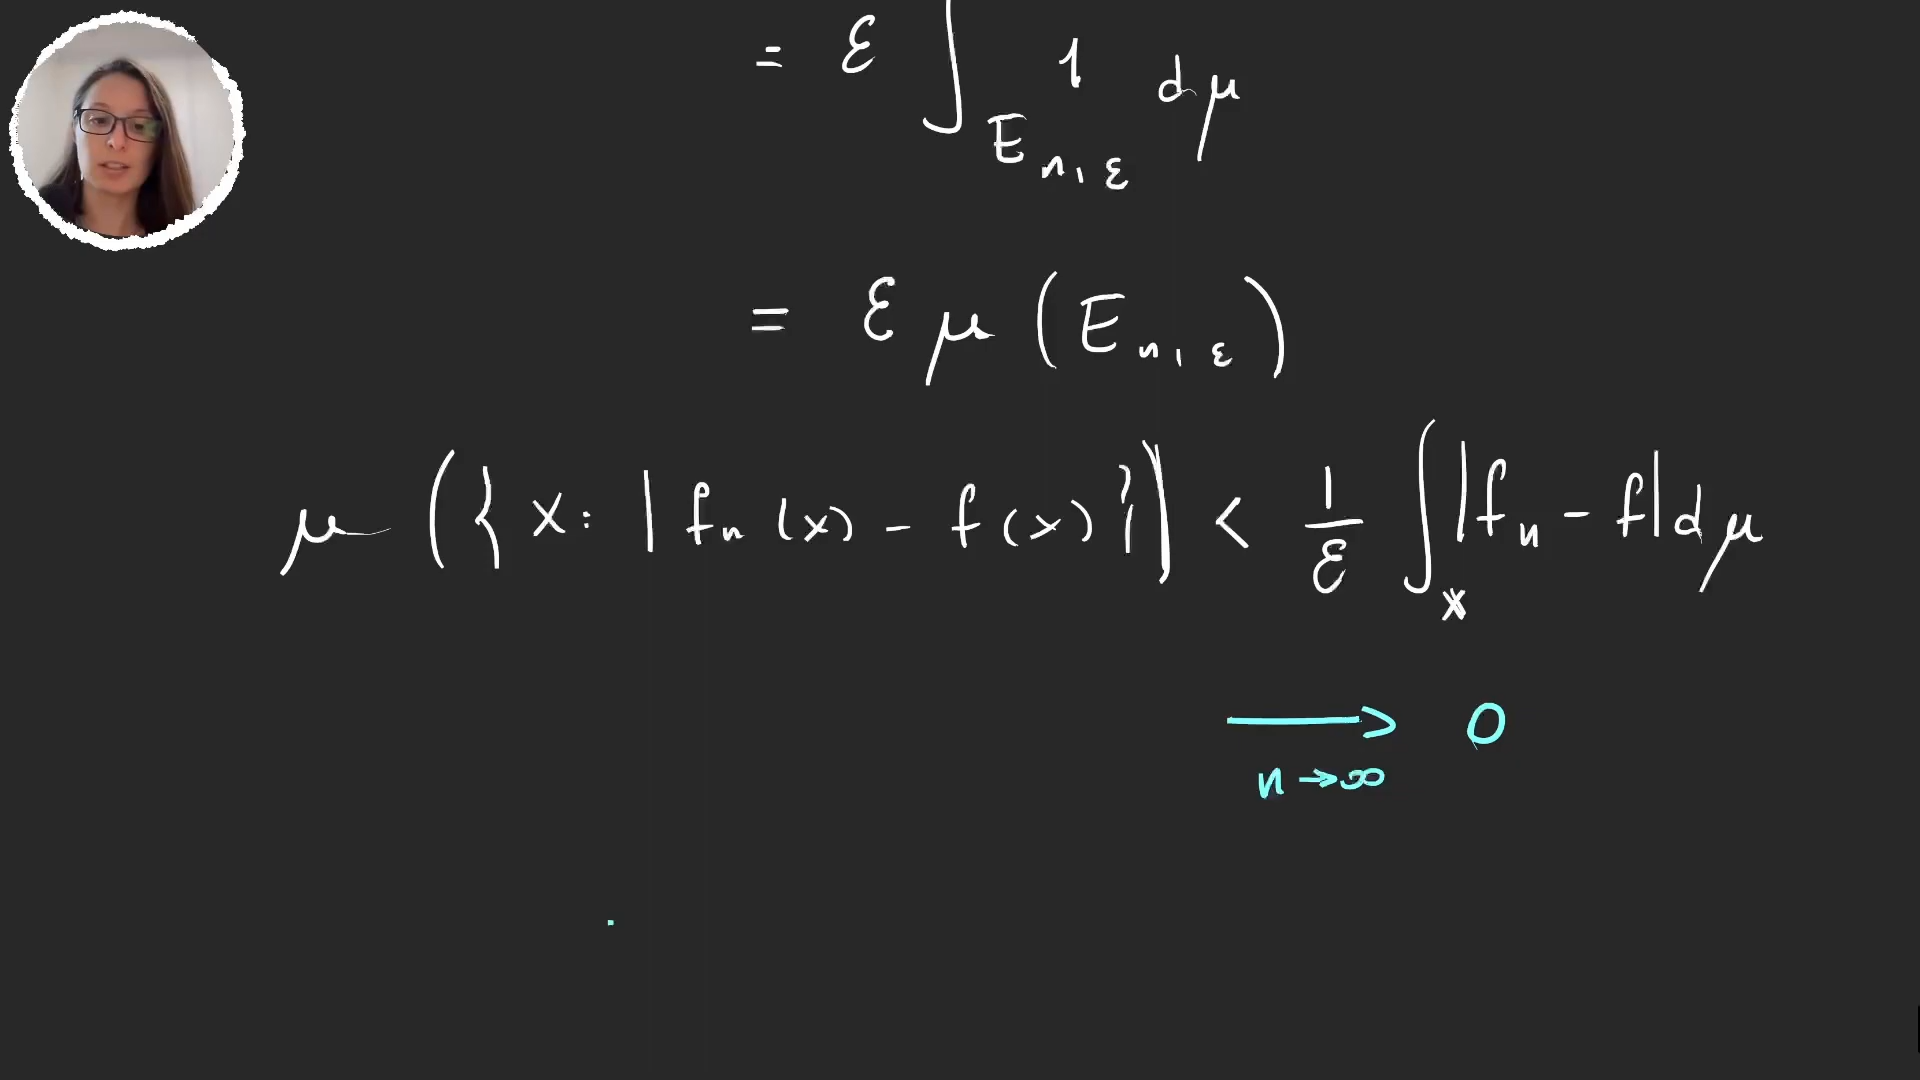 = ε ∫_{E_{n,ε}} 1 dμ
= ε μ (E_{n,ε})
μ ({ x: | f_n (x) - f (x) }) < 1/ε ∫_X |f_n - f| dμ
⟶ 0
n → ∞